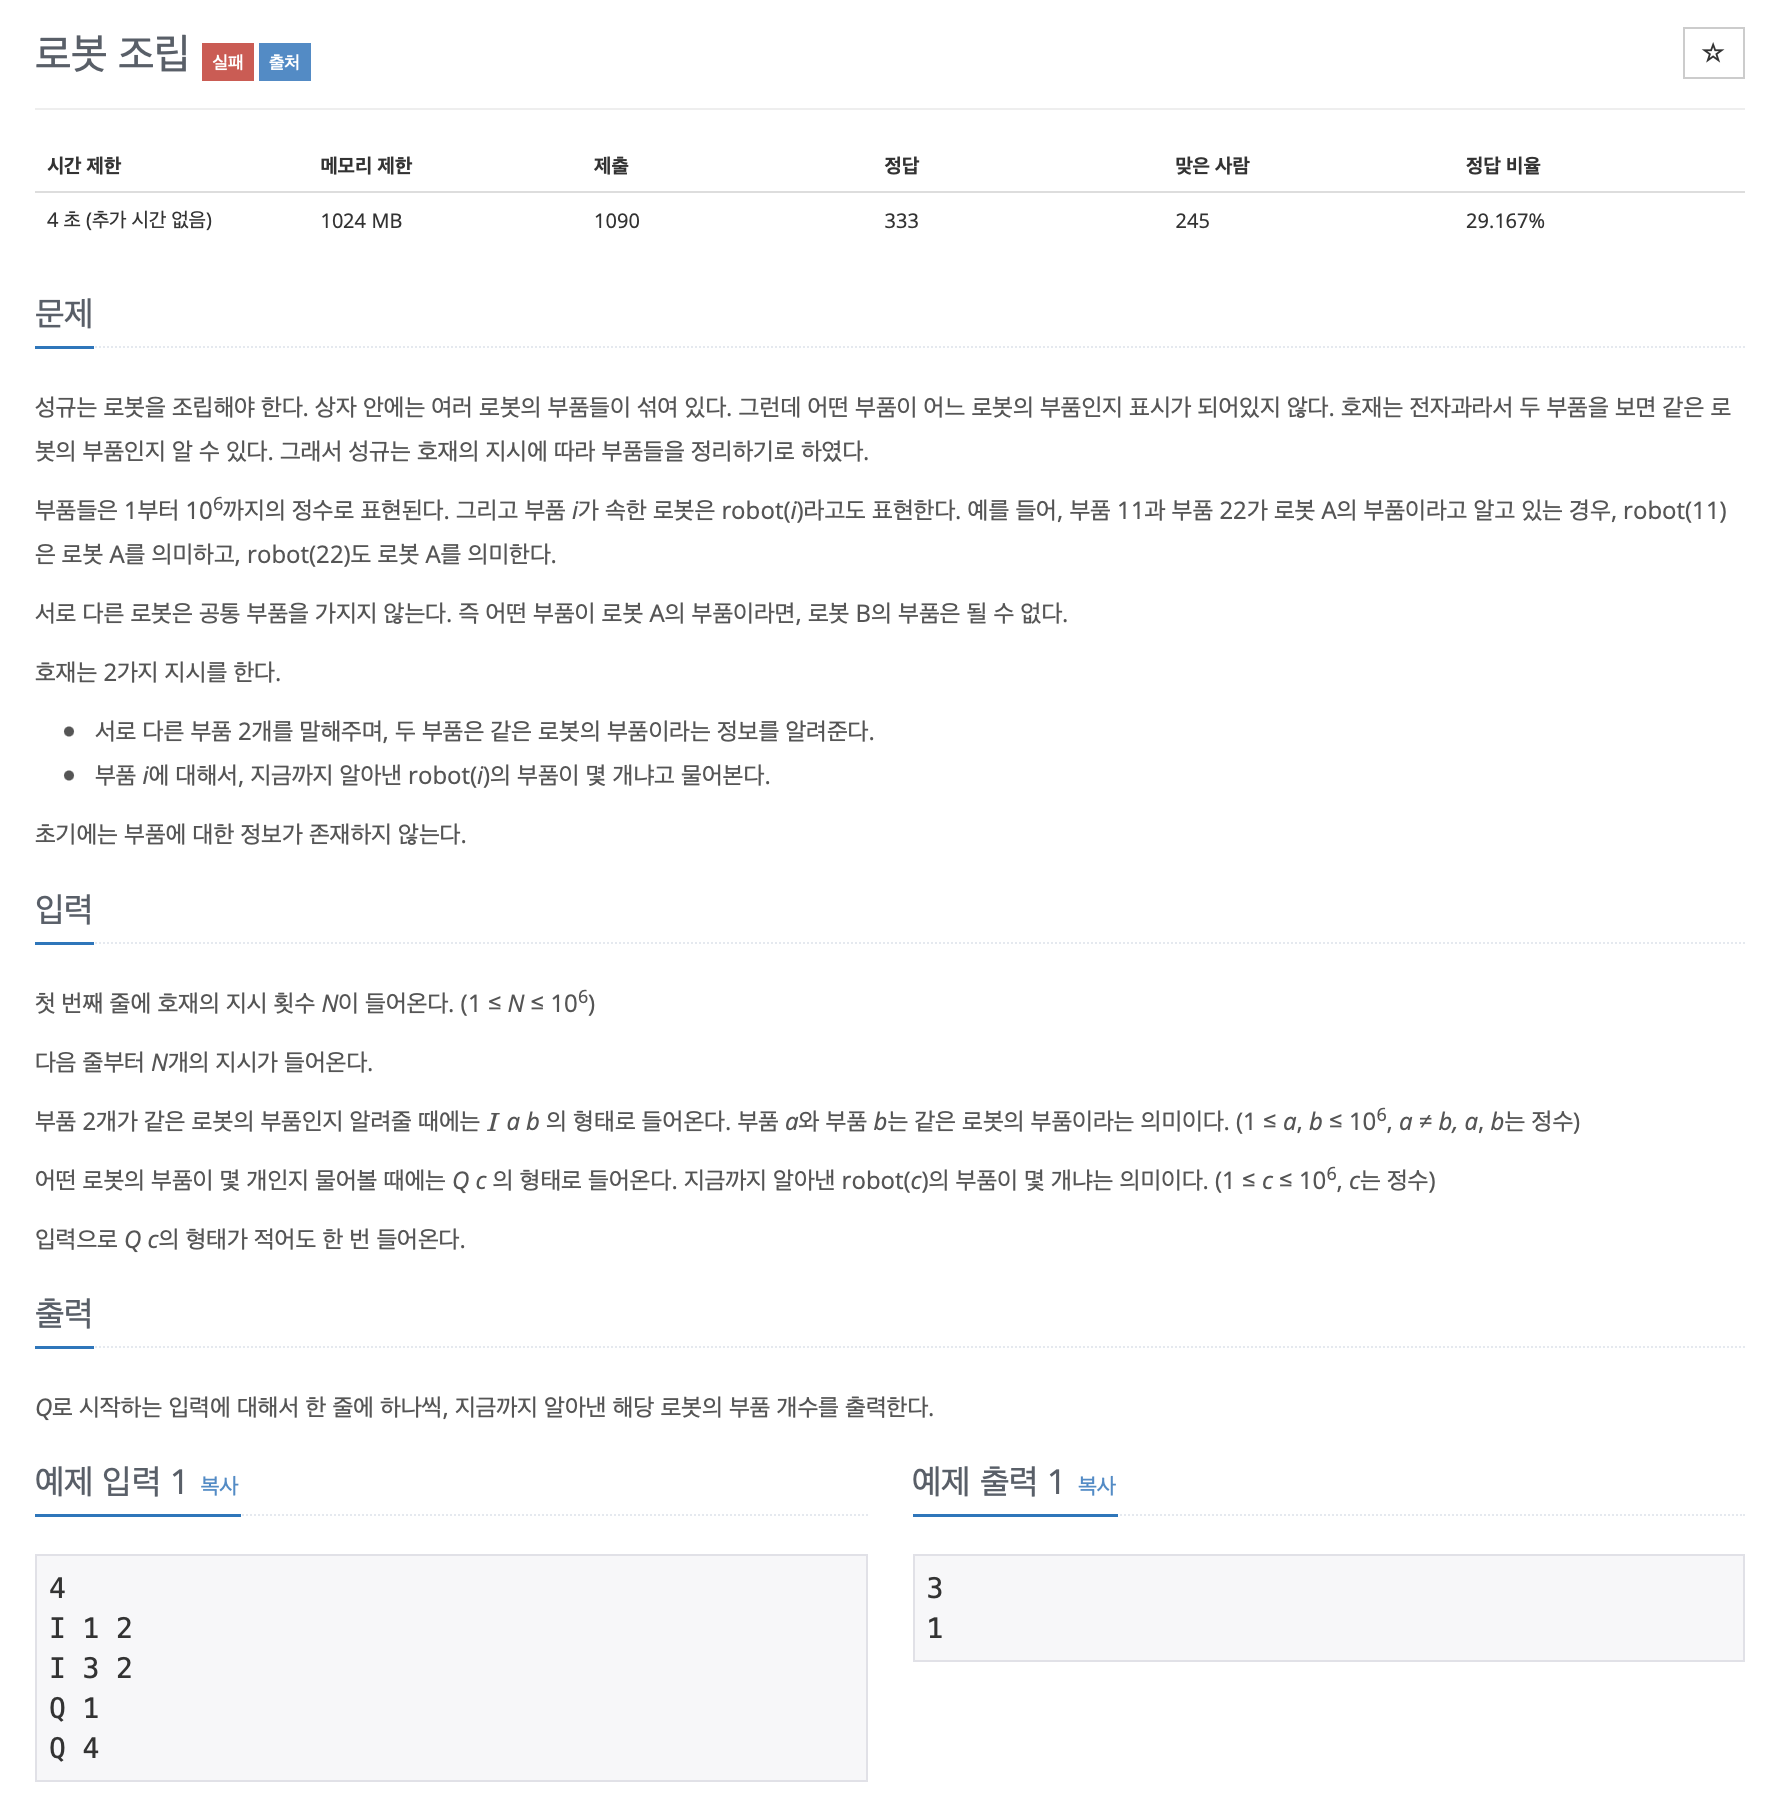 로봇 조립 실패 출처 ☆
시간 제한 메모리 제한 제출 정답 맞은 사람 정답 비율
4 초 (추가 시간 없음) 1024 MB 1090 333 245 29.167%
문제
성규는 로봇을 조립해야 한다. 상자 안에는 여러 로봇의 부품들이 섞여 있다. 그런데 어떤 부품이 어느 로봇의 부품인지 표시가 되어있지 않다. 호재는 전자과라서 두 부품을 보면 같은 로
봇의 부품인지 알 수 있다. 그래서 성규는 호재의 지시에 따라 부품들을 정리하기로 하였다.
부품들은 1부터 10⁶까지의 정수로 표현된다. 그리고 부품 i가 속한 로봇은 robot(i)라고도 표현한다. 예를 들어, 부품 11과 부품 22가 로봇 A의 부품이라고 알고 있는 경우, robot(11)
은 로봇 A를 의미하고, robot(22)도 로봇 A를 의미한다.
서로 다른 로봇은 공통 부품을 가지지 않는다. 즉 어떤 부품이 로봇 A의 부품이라면, 로봇 B의 부품은 될 수 없다.
호재는 2가지 지시를 한다.
● 서로 다른 부품 2개를 말해주며, 두 부품은 같은 로봇의 부품이라는 정보를 알려준다.
● 부품 i에 대해서, 지금까지 알아낸 robot(i)의 부품이 몇 개냐고 물어본다.
초기에는 부품에 대한 정보가 존재하지 않는다.
입력
첫 번째 줄에 호재의 지시 횟수 N이 들어온다. (1 ≤ N ≤ 10⁶)
다음 줄부터 N개의 지시가 들어온다.
부품 2개가 같은 로봇의 부품인지 알려줄 때에는 I a b 의 형태로 들어온다. 부품 a와 부품 b는 같은 로봇의 부품이라는 의미이다. (1 ≤ a, b ≤ 10⁶, a ≠ b, a, b는 정수)
어떤 로봇의 부품이 몇 개인지 물어볼 때에는 Q c 의 형태로 들어온다. 지금까지 알아낸 robot(c)의 부품이 몇 개냐는 의미이다. (1 ≤ c ≤ 10⁶, c는 정수)
입력으로 Q c의 형태가 적어도 한 번 들어온다.
출력
Q로 시작하는 입력에 대해서 한 줄에 하나씩, 지금까지 알아낸 해당 로봇의 부품 개수를 출력한다.
예제 입력 1 복사
4
I 1 2
I 3 2
Q 1
Q 4
예제 출력 1 복사
3
1